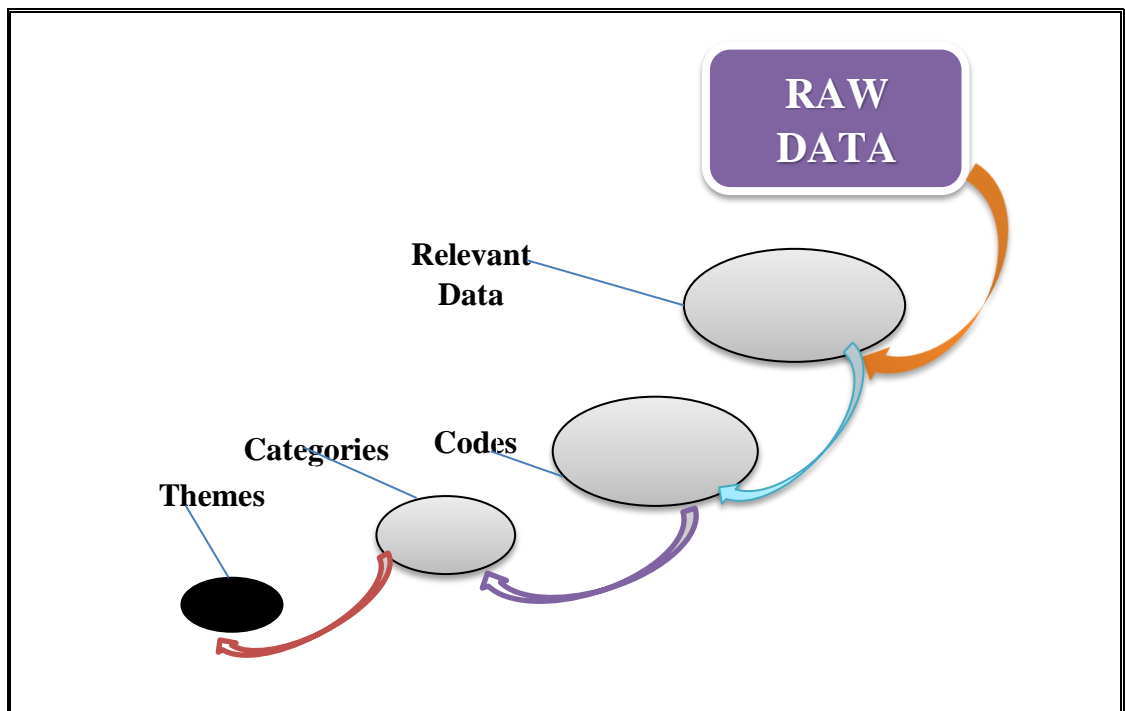 RAW
DATA
Relevant
Data
Codes
Categories
Themes